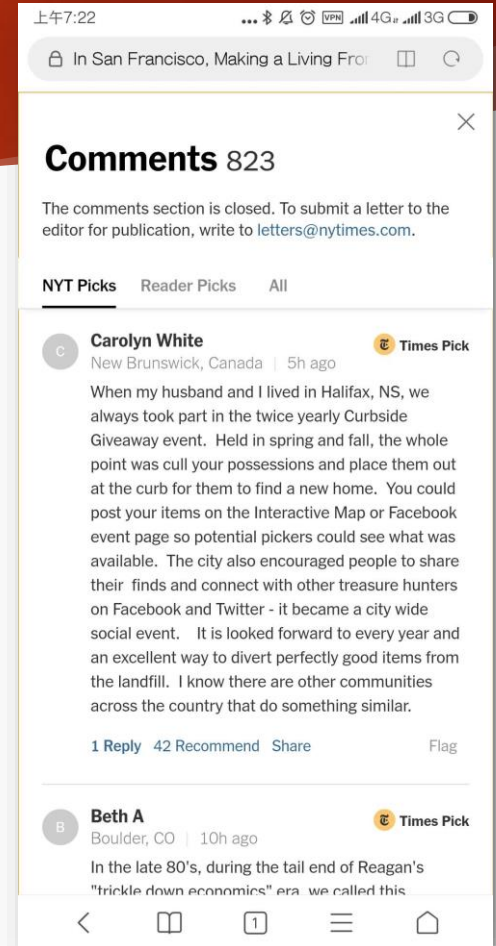 上午7:22 ... VPN 4G 3G
In San Francisco, Making a Living Fro
Comments 823
The comments section is closed. To submit a letter to the
editor for publication, write to letters@nytimes.com.
NYT Picks Reader Picks All
C Carolyn White Times Pick
New Brunswick, Canada | 5h ago
When my husband and I lived in Halifax, NS, we
always took part in the twice yearly Curbside
Giveaway event. Held in spring and fall, the whole
point was cull your possessions and place them out
at the curb for them to find a new home. You could
post your items on the Interactive Map or Facebook
event page so potential pickers could see what was
available. The city also encouraged people to share
their finds and connect with other treasure hunters
on Facebook and Twitter - it became a city wide
social event. It is looked forward to every year and
an excellent way to divert perfectly good items from
the landfill. I know there are other communities
across the country that do something similar.
1 Reply 42 Recommend Share Flag
B Beth A Times Pick
Boulder, CO | 10h ago
In the late 80's, during the tail end of Reagan's
"trickle down economics" era, we called this
1